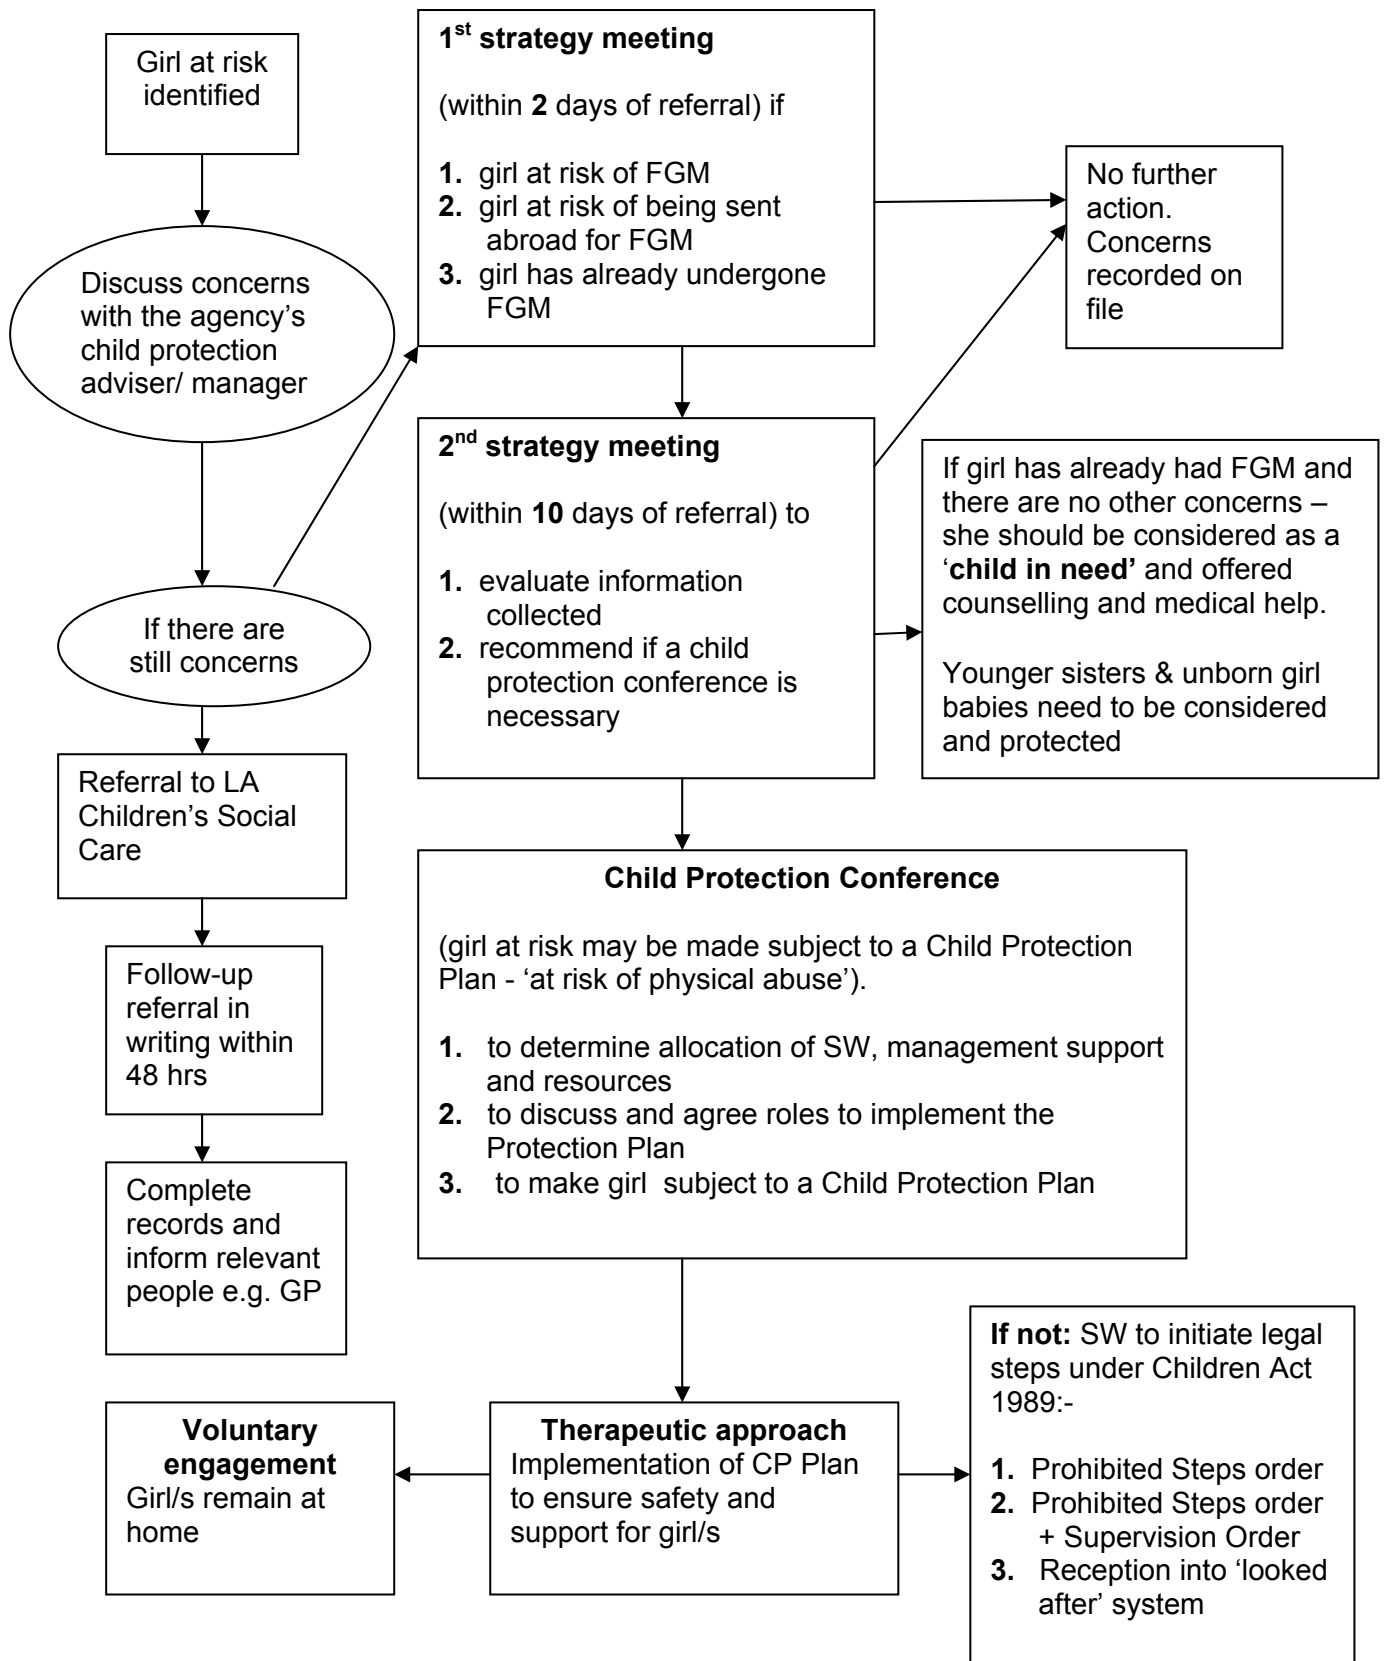 Girl at risk
identified
Discuss concerns
with the agency’s
child protection
adviser/ manager
If there are
still concerns
Referral to LA
Children’s Social
Care
Follow-up
referral in
writing within
48 hrs
Complete
records and
inform relevant
people e.g. GP
1st strategy meeting
(within 2 days of referral) if
1. girl at risk of FGM
2. girl at risk of being sent
abroad for FGM
3. girl has already undergone
FGM
No further
action.
Concerns
recorded on
file
2nd strategy meeting
(within 10 days of referral) to
1. evaluate information
collected
2. recommend if a child
protection conference is
necessary
If girl has already had FGM and
there are no other concerns –
she should be considered as a
‘child in need’ and offered
counselling and medical help.
Younger sisters & unborn girl
babies need to be considered
and protected
Child Protection Conference
(girl at risk may be made subject to a Child Protection
Plan - ‘at risk of physical abuse’).
1. to determine allocation of SW, management support
and resources
2. to discuss and agree roles to implement the
Protection Plan
3. to make girl subject to a Child Protection Plan
Voluntary
engagement
Girl/s remain at
home
Therapeutic approach
Implementation of CP Plan
to ensure safety and
support for girl/s
If not: SW to initiate legal
steps under Children Act
1989:-
1. Prohibited Steps order
2. Prohibited Steps order
+ Supervision Order
3. Reception into ‘looked
after’ system